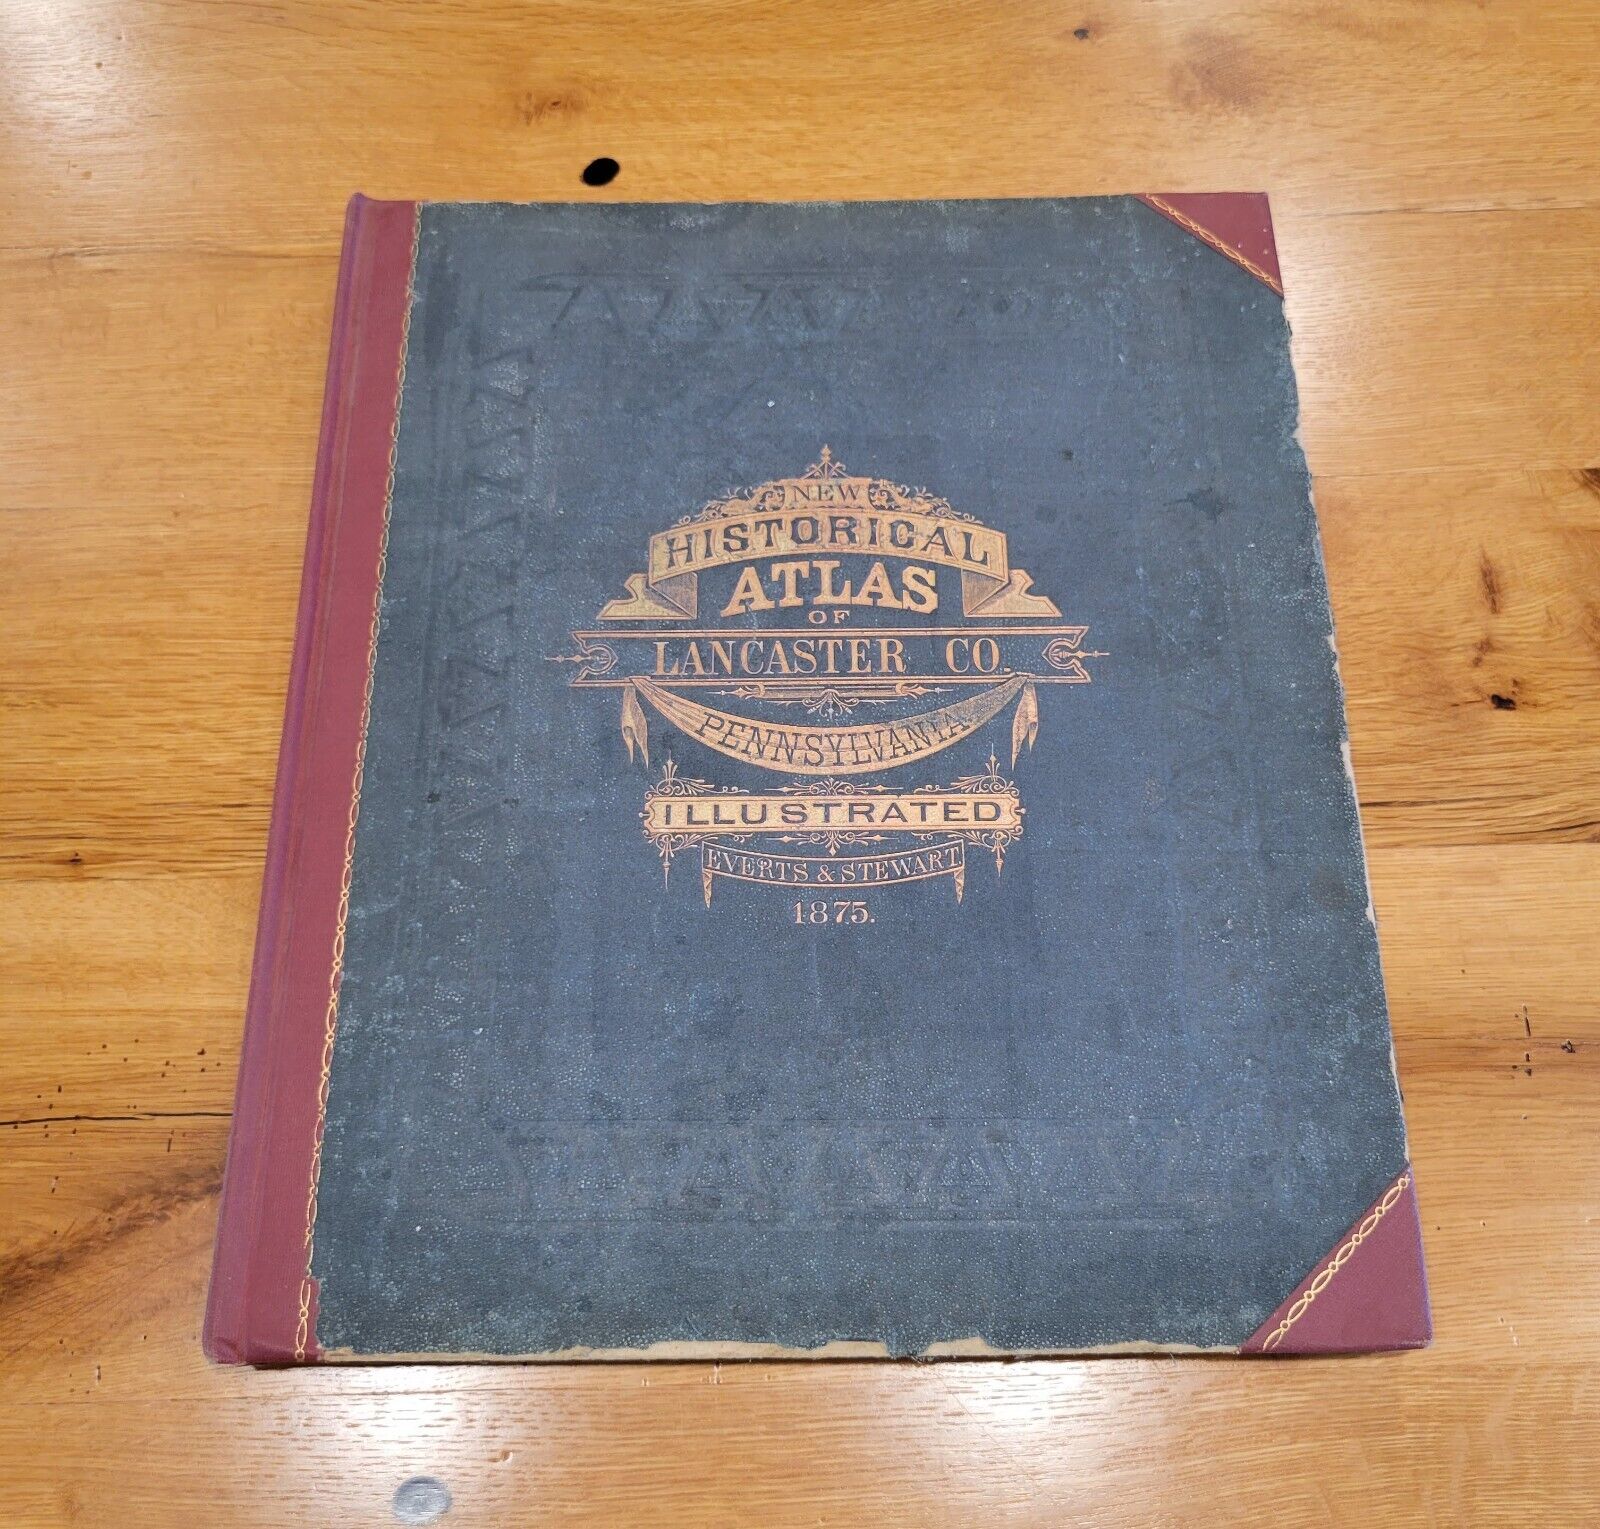 NEW
HISTORICAL
ATLAS
OF
LANCASTER CO.
PENNSYLVANIA
ILLUSTRATED
EVERTS & STEWART.
1875.